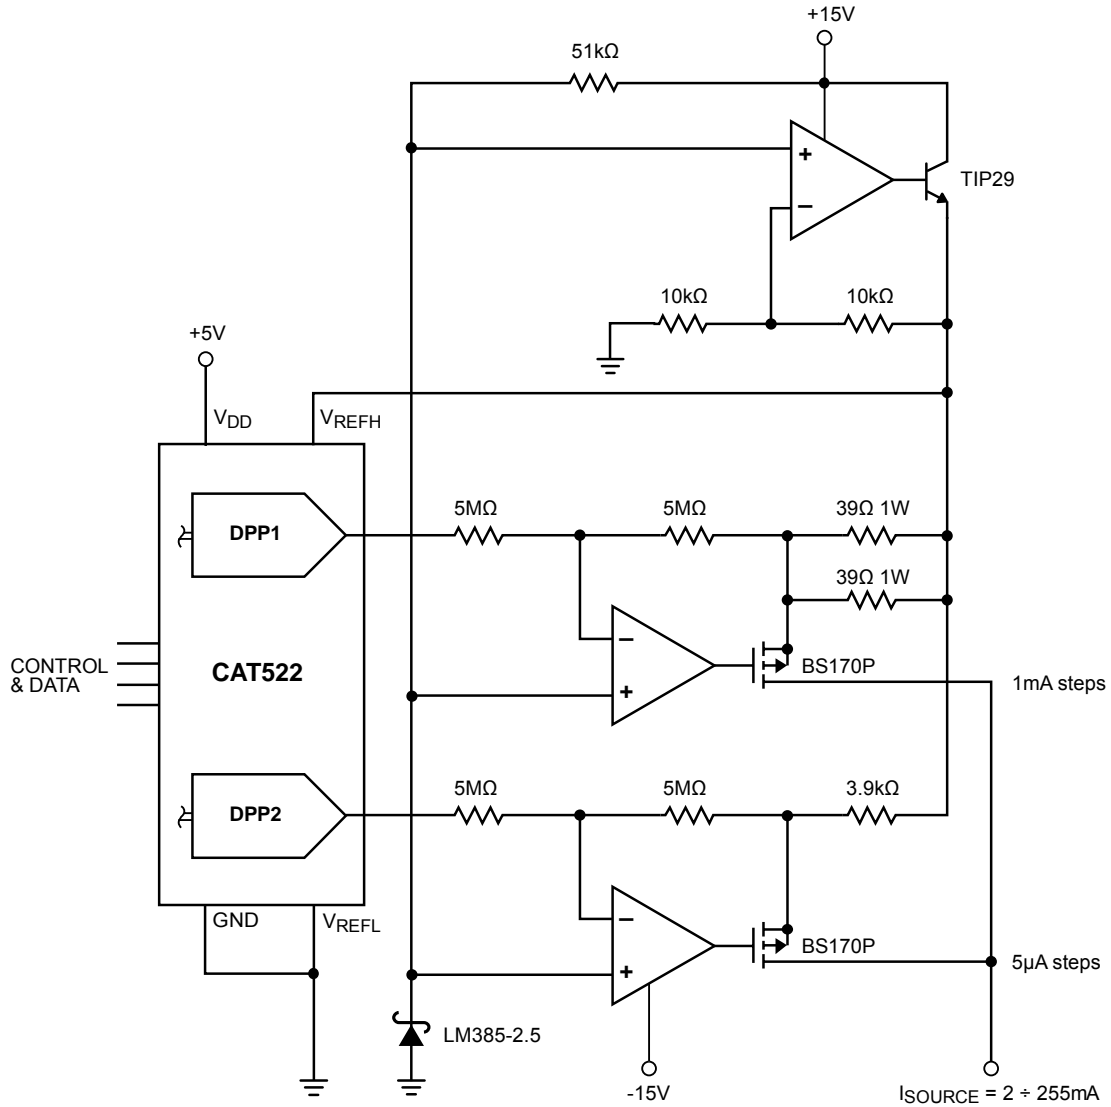 +15V
51kΩ
+
TIP29
−
10kΩ
10kΩ
+5V
VDD
VREFH
DPP1
5MΩ
5MΩ
39Ω 1W
39Ω 1W
−
CONTROL
& DATA
CAT522
BS170P
+
1mA steps
DPP2
5MΩ
5MΩ
3.9kΩ
−
GND
VREFL
BS170P
+
5µA steps
LM385-2.5
-15V
ISOURCE = 2 ÷ 255mA